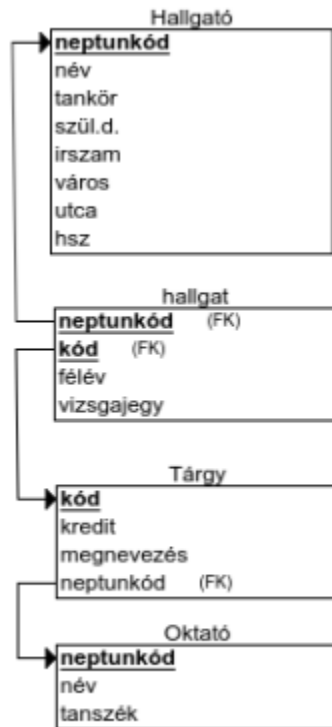 Hallgató
neptunkód
név
tankör
szül.d.
irszam
város
utca
hsz
hallgat
neptunkód (FK)
kód (FK)
félév
vizsgajegy
Tárgy
kód
kredit
megnevezés
neptunkód (FK)
Oktató
neptunkód
név
tanszék